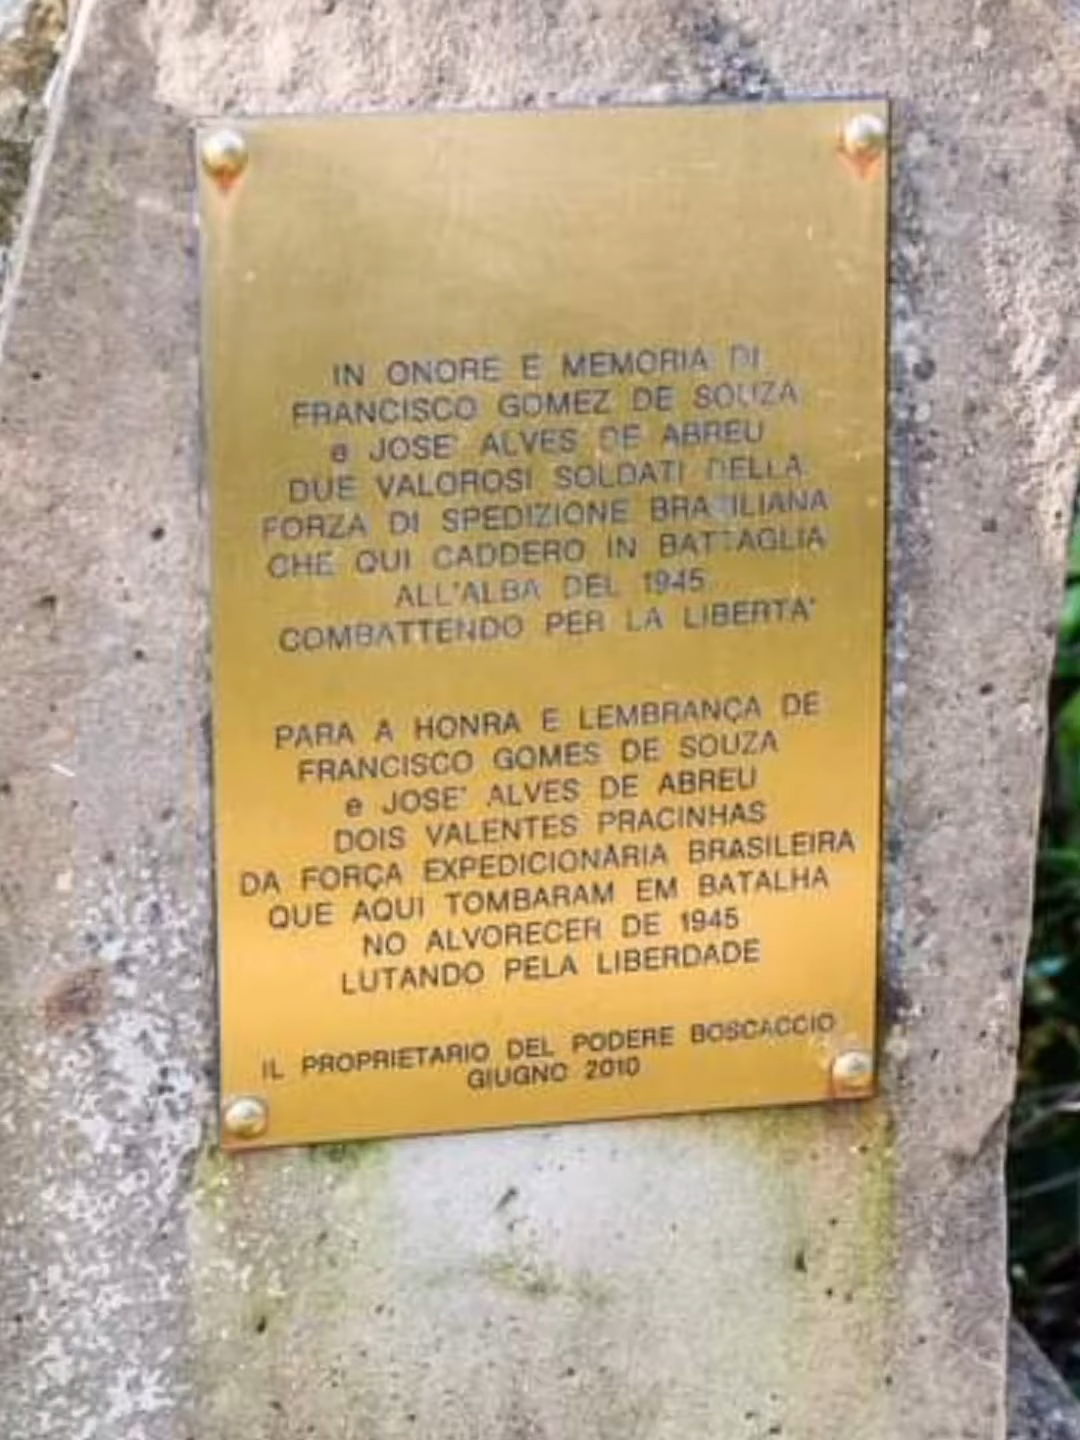 IN ONORE E MEMORIA DI
FRANCISCO GOMEZ DE SOUZA
e JOSE' ALVES DE ABREU
DUE VALOROSI SOLDATI DELLA
FORZA DI SPEDIZIONE BRASILIANA
CHE QUI CADDERO IN BATTAGLIA
ALL'ALBA DEL 1945
COMBATTENDO PER LA LIBERTA'
PARA A HONRA E LEMBRANÇA DE
FRANCISCO GOMES DE SOUZA
e JOSE' ALVES DE ABREU
DOIS VALENTES PRACINHAS
DA FORÇA EXPEDICIONÀRIA BRASILEIRA
QUE AQUI TOMBARAM EM BATALHA
NO ALVORECER DE 1945
LUTANDO PELA LIBERDADE
IL PROPRIETARIO DEL PODERE BOSCACCIO
GIUGNO 2010